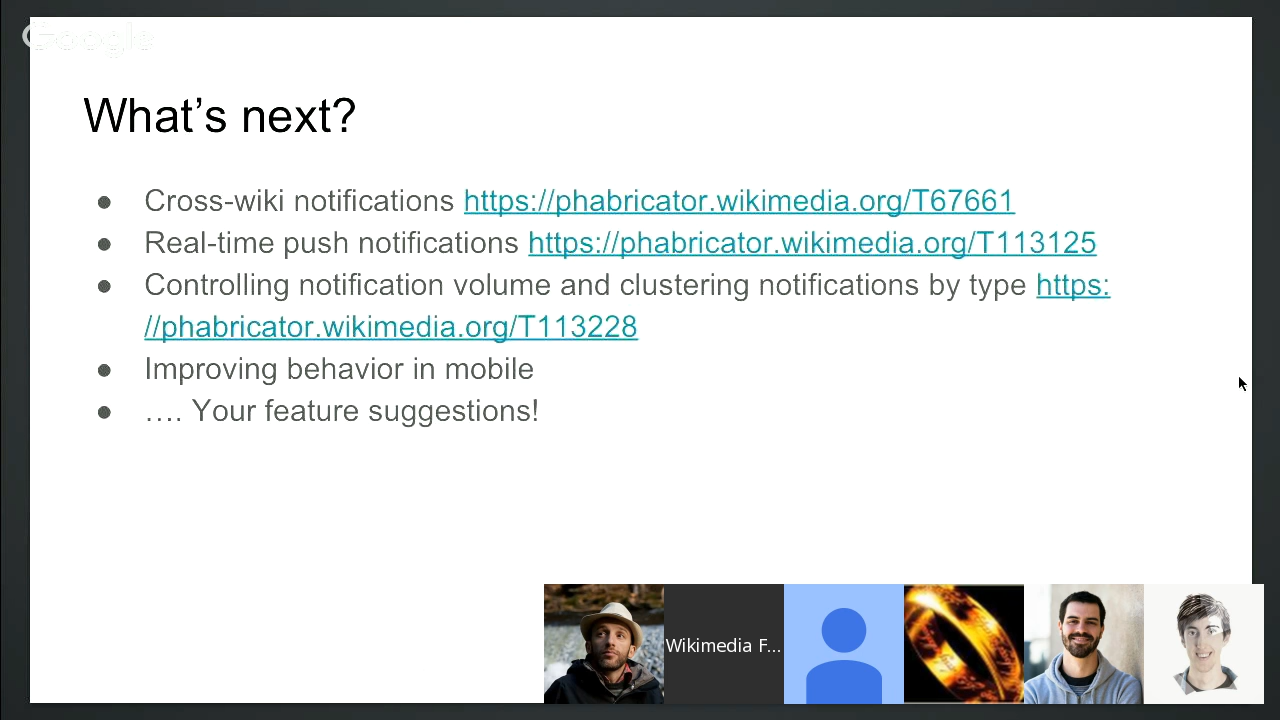 Google
What's next?
● Cross-wiki notifications https://phabricator.wikimedia.org/T67661
● Real-time push notifications https://phabricator.wikimedia.org/T113125
● Controlling notification volume and clustering notifications by type https:
//phabricator.wikimedia.org/T113228
● Improving behavior in mobile
● …. Your feature suggestions!
Wikimedia F...